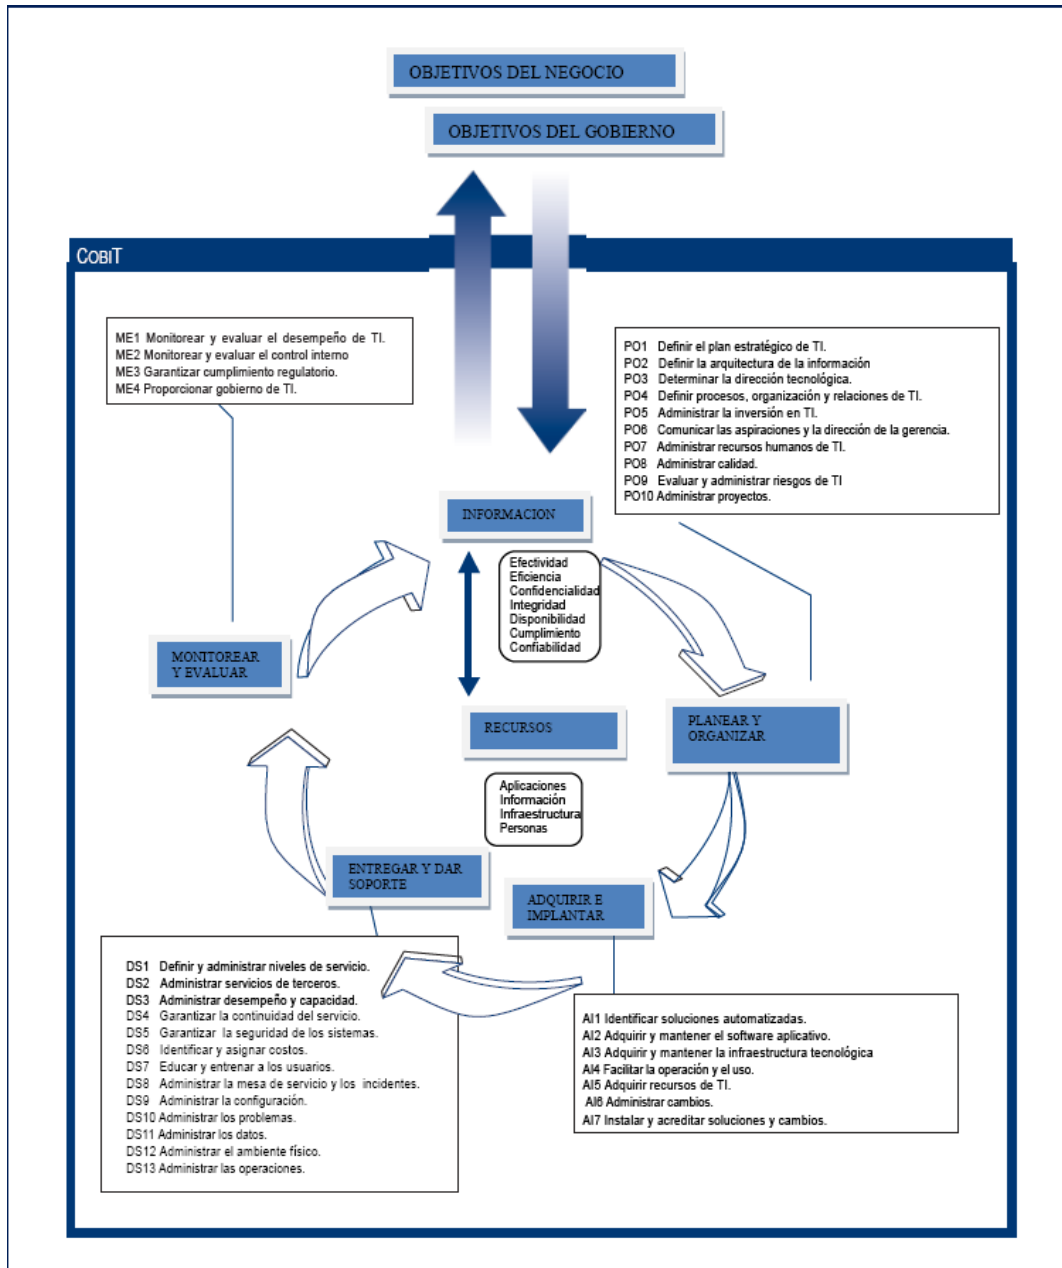 OBJETIVOS DEL NEGOCIO
OBJETIVOS DEL GOBIERNO
COBIT
ME1 Monitorear y evaluar el desempeño de TI.
ME2 Monitorear y evaluar el control interno
ME3 Garantizar cumplimiento regulatorio.
ME4 Proporcionar gobierno de TI.
PO1 Definir el plan estratégico de TI.
PO2 Definir la arquitectura de la información
PO3 Determinar la dirección tecnológica.
PO4 Definir procesos, organización y relaciones de TI.
PO5 Administrar la inversión en TI.
PO6 Comunicar las aspiraciones y la dirección de la gerencia.
PO7 Administrar recursos humanos de TI.
PO8 Administrar calidad.
PO9 Evaluar y administrar riesgos de TI
PO10 Administrar proyectos.
INFORMACION
Efectividad
Eficiencia
Confidencialidad
Integridad
Disponibilidad
Cumplimiento
Confiabilidad
MONITOREAR
Y EVALUAR
RECURSOS
PLANEAR Y
ORGANIZAR
Aplicaciones
Información
Infraestructura
Personas
ENTREGAR Y DAR
SOPORTE
ADQUIRIR E
IMPLANTAR
DS1 Definir y administrar niveles de servicio.
DS2 Administrar servicios de terceros.
DS3 Administrar desempeño y capacidad.
DS4 Garantizar la continuidad del servicio.
DS5 Garantizar la seguridad de los sistemas.
DS6 Identificar y asignar costos.
DS7 Educar y entrenar a los usuarios.
DS8 Administrar la mesa de servicio y los incidentes.
DS9 Administrar la configuración.
DS10 Administrar los problemas.
DS11 Administrar los datos.
DS12 Administrar el ambiente físico.
DS13 Administrar las operaciones.
AI1 Identificar soluciones automatizadas.
AI2 Adquirir y mantener el software aplicativo.
AI3 Adquirir y mantener la infraestructura tecnológica
AI4 Facilitar la operación y el uso.
AI5 Adquirir recursos de TI.
AI6 Administrar cambios.
AI7 Instalar y acreditar soluciones y cambios.